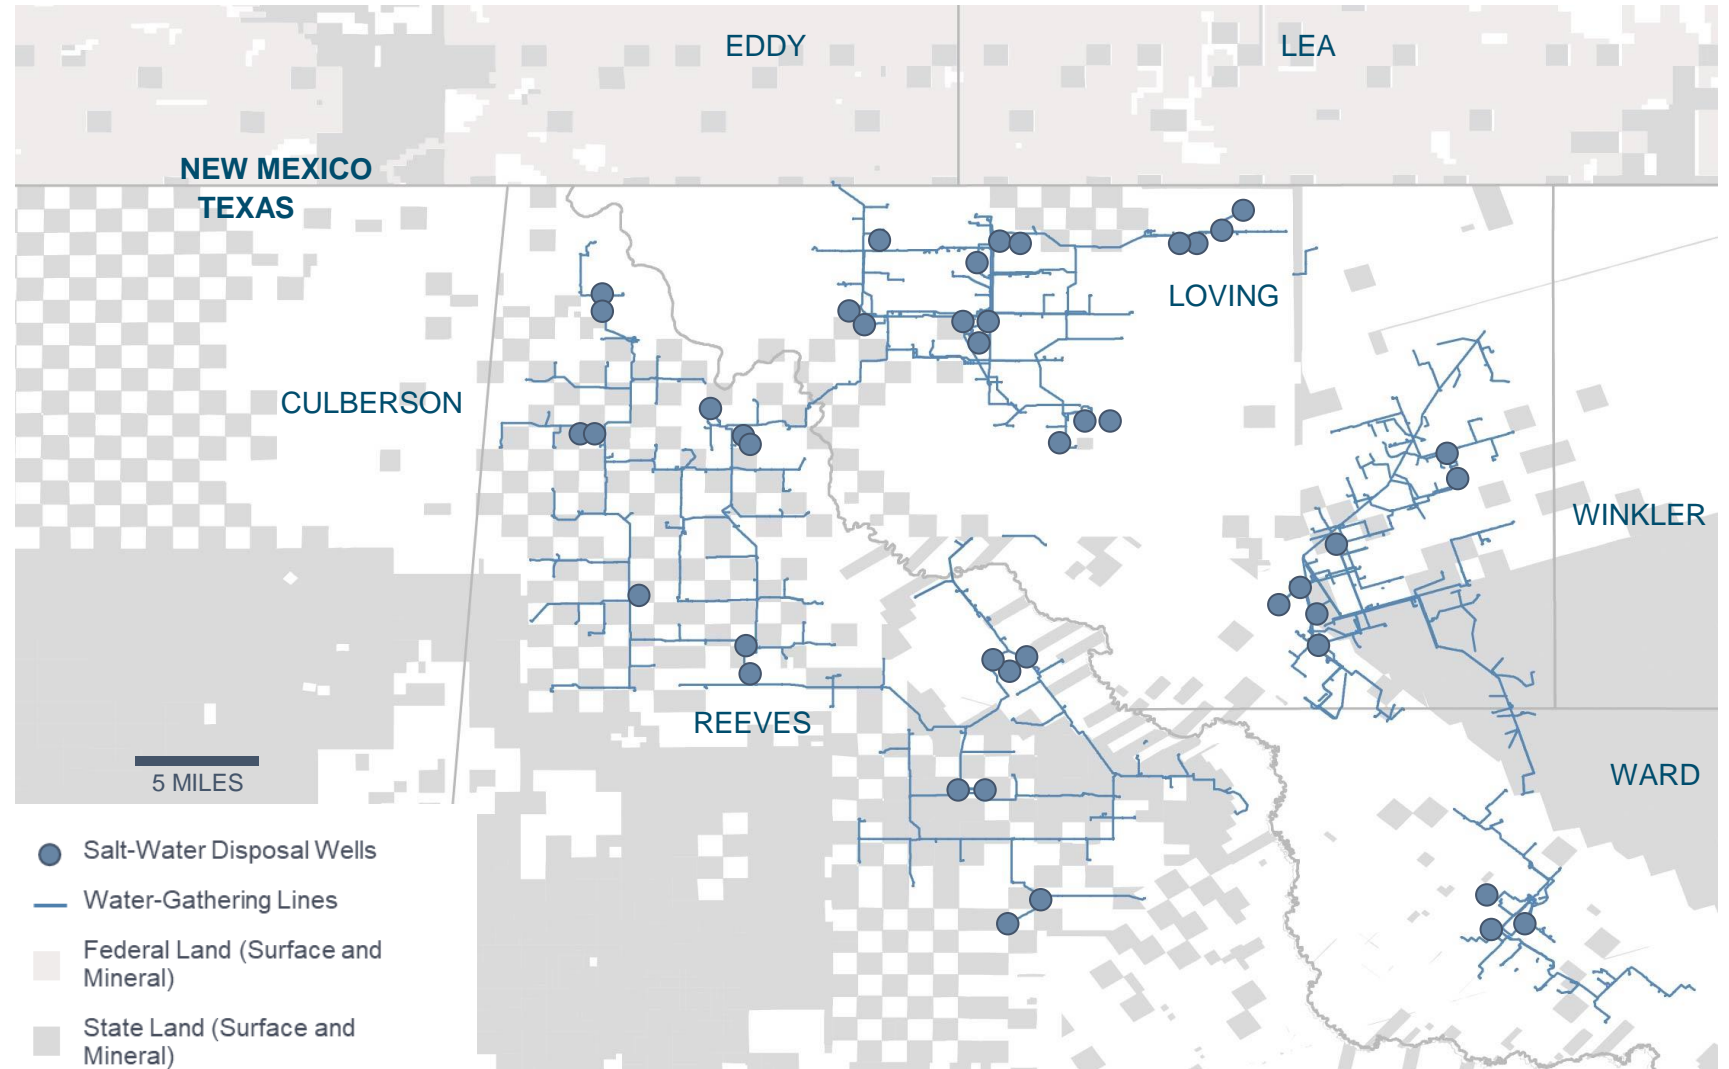 EDDY
LEA
NEW MEXICO
TEXAS
LOVING
CULBERSON
WINKLER
REEVES
WARD
5 MILES
Salt-Water Disposal Wells
Water-Gathering Lines
Federal Land (Surface and
Mineral)
State Land (Surface and
Mineral)